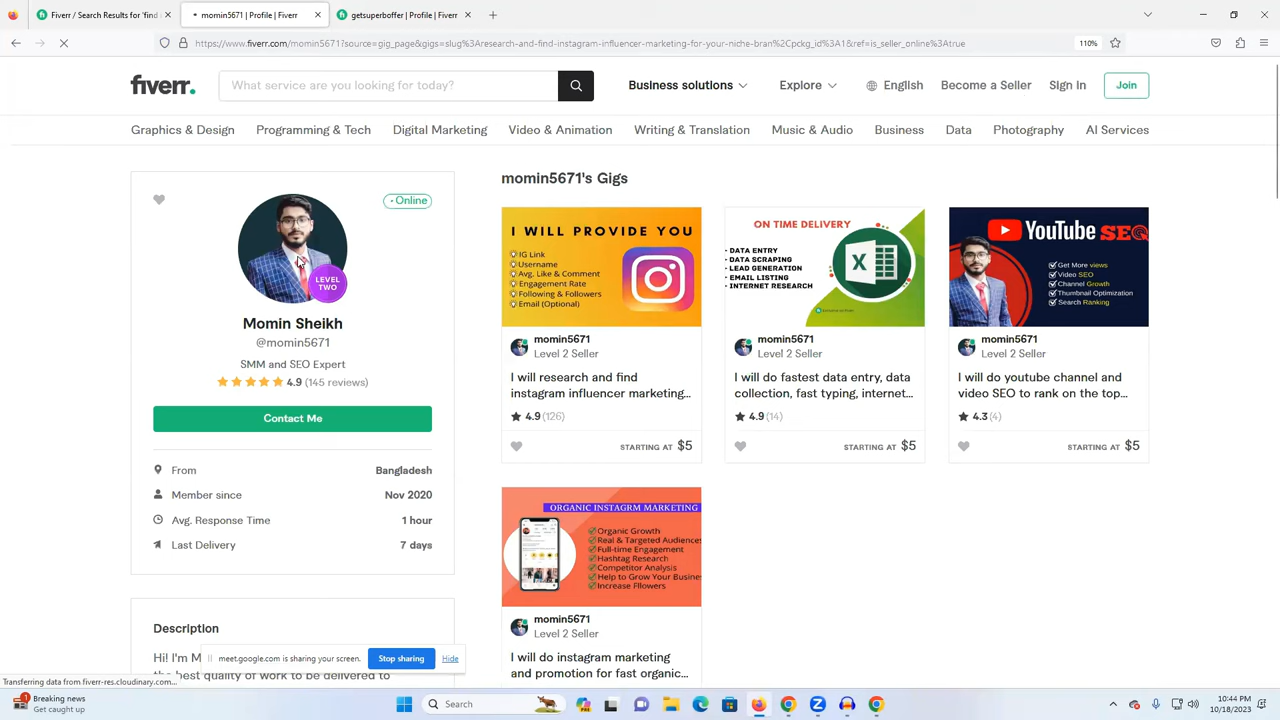 Fiverr / Search Results for 'find
momin5671 | Profile | Fiverr
getsuperboffer | Profile | Fiverr
https://www.fiverr.com/momin5671?source=gig_page&gigs=slug%3Aresearch-and-find-instagram-influencer-marketing-for-your-niche-bran%2Cpckg_id%3A1&ref=is_seller_online%3Atrue
110%
fiverr.
What service are you looking for today?
Business solutions
Explore
English
Become a Seller
Sign In
Join
Graphics & Design
Programming & Tech
Digital Marketing
Video & Animation
Writing & Translation
Music & Audio
Business
Data
Photography
AI Services
Online
LEVEL
TWO
Momin Sheikh
@momin5671
SMM and SEO Expert
4.9 (145 reviews)
Contact Me
From Bangladesh
Member since Nov 2020
Avg. Response Time 1 hour
Last Delivery 7 days
Description
Hi! I'm M
the best quality of work to be delivered to
momin5671's Gigs
I WILL PROVIDE YOU
IG Link
Username
Avg. Like & Comment
Engagement Rate
Following & Followers
Email (Optional)
momin5671
Level 2 Seller
I will research and find
instagram influencer marketing...
4.9 (126)
STARTING AT $5
ON TIME DELIVERY
• DATA ENTRY
• DATA SCRAPING
• LEAD GENERATION
• EMAIL LISTING
• INTERNET RESEARCH
X
momin5671
Level 2 Seller
I will do fastest data entry, data
collection, fast typing, internet...
4.9 (14)
STARTING AT $5
YouTube SEO
Get More views
Video SEO
Channel Growth
Thumbnail Optimization
Search Ranking
momin5671
Level 2 Seller
I will do youtube channel and
video SEO to rank on the top...
4.3 (4)
STARTING AT $5
ORGANIC INSTAGRM MARKETING
Organic Growth
Real & Targeted Audiences
Full-time Engagement
Hashtag Research
Competitor Analysis
Help to Grow Your Busine
Increase Fllowers
momin5671
Level 2 Seller
I will do instagram marketing
and promotion for fast organic...
meet.google.com is sharing your screen.
Stop sharing
Hide
Transferring data from fiverr-res.cloudinary.com...
Breaking news
Get caught up
Search
10:44 PM
10/18/2023